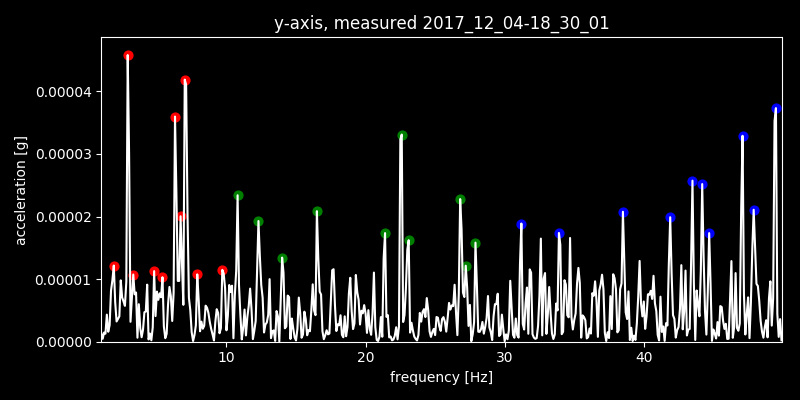 y-axis, measured 2017_12_04-18_30_01
acceleration [g]
0.00004
0.00003
0.00002
0.00001
0.00000
10 20 30 40
frequency [Hz]